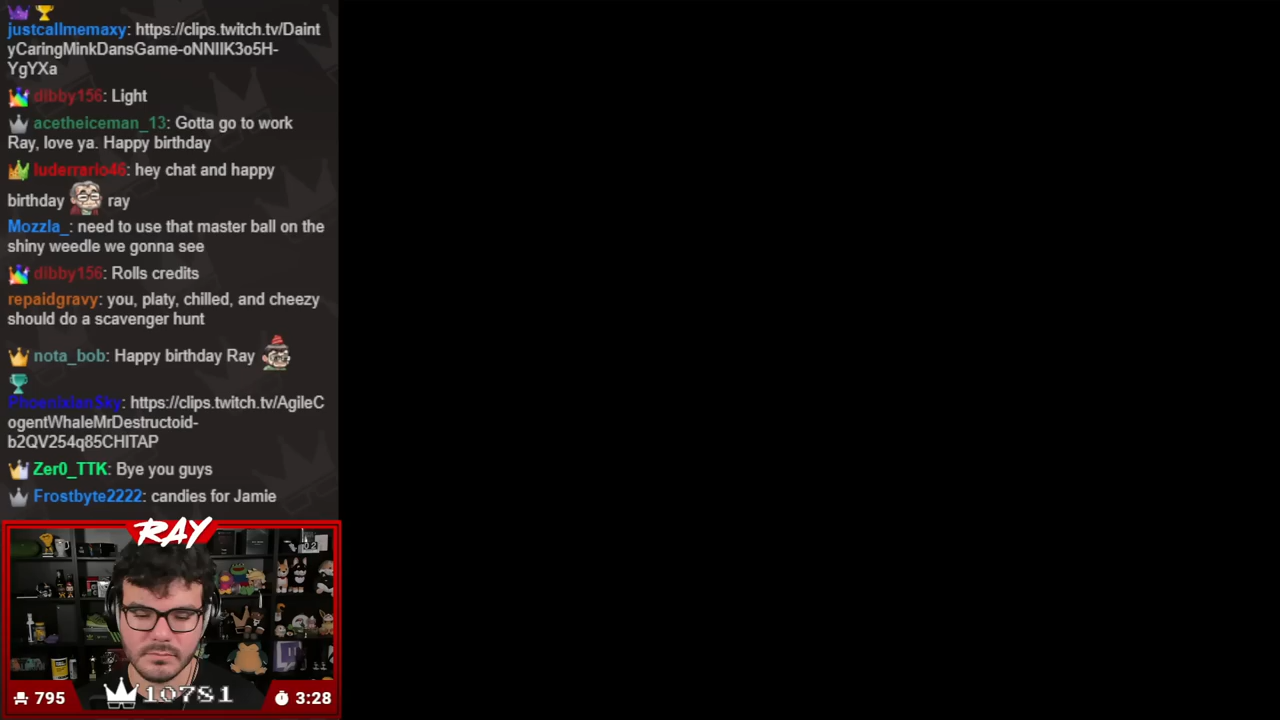 justcallmemaxy: https://clips.twitch.tv/Daint
yCaringMinkDansGame-oNNIIK3o5H-
YgYXa
dibby156: Light
acetheiceman_13: Gotta go to work
Ray, love ya. Happy birthday
luderrario46: hey chat and happy
birthday ray
Mozzla_: need to use that master ball on the
shiny weedle we gonna see
dibby156: Rolls credits
repaidgravy: you, platy, chilled, and cheezy
should do a scavenger hunt
nota_bob: Happy birthday Ray
PhoenixianSky: https://clips.twitch.tv/AgileC
ogentWhaleMrDestructoid-
b2QV254q85CHITAP
Zer0_TTK: Bye you guys
Frostbyte2222: candies for Jamie
RAY
795 10781 3:28